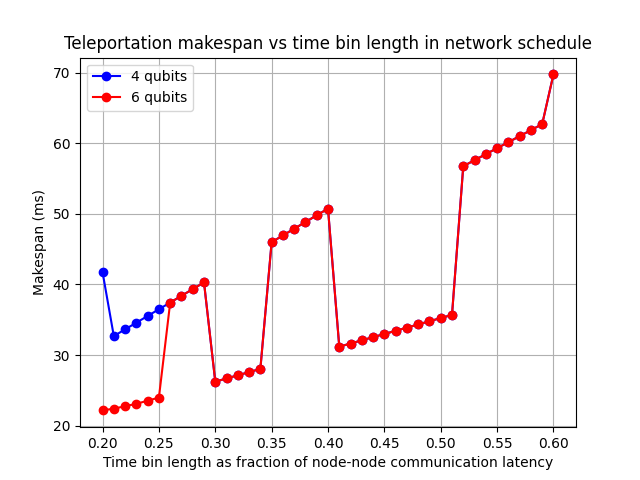 Teleportation makespan vs time bin length in network schedule
4 qubits
6 qubits
Makespan (ms)
70
60
50
40
30
20
0.20 0.25 0.30 0.35 0.40 0.45 0.50 0.55 0.60
Time bin length as fraction of node-node communication latency